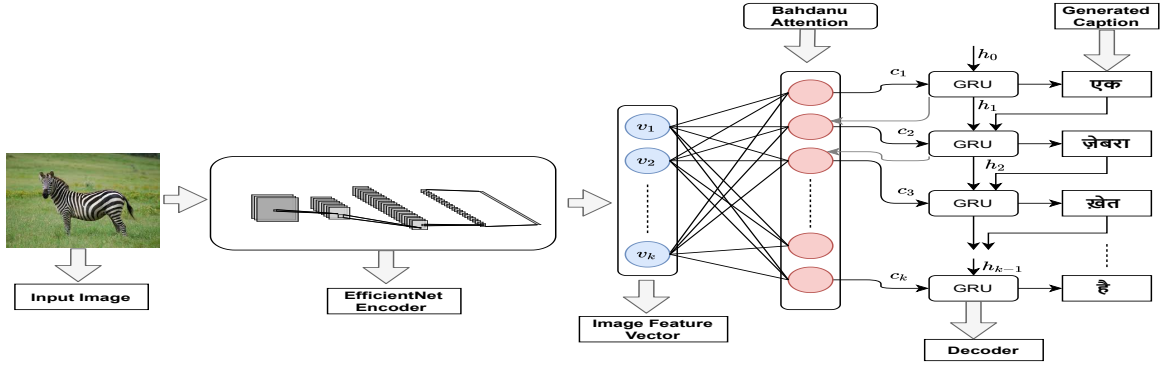 Bahdanu
Attention
Generated
Caption
h₀
c₁
GRU
एक
v₁
h₁
c₂
GRU
ज़ेबरा
v₂
h₂
c₃
GRU
ख़ेत
vₖ
hₖ₋₁
cₖ
GRU
है
Input Image
EfficientNet
Encoder
Image Feature
Vector
Decoder